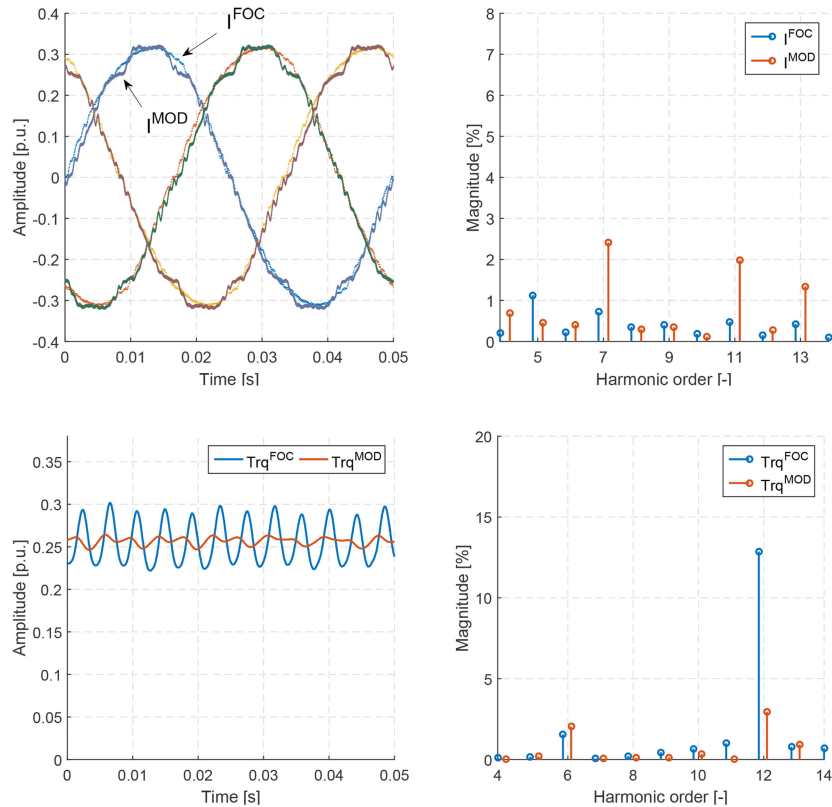 Amplitude [p.u.]
0.4
0.3
0.2
0.1
0
-0.1
-0.2
-0.3
-0.4
I^FOC
I^MOD
0 0.01 0.02 0.03 0.04 0.05
Time [s]
Magnitude [%]
8
7
6
5
4
3
2
1
0
I^FOC
I^MOD
5 7 9 11 13
Harmonic order [-]
Amplitude [p.u.]
0.35
0.3
0.25
0.2
0.15
0.1
0.05
0
Trq^FOC Trq^MOD
0 0.01 0.02 0.03 0.04 0.05
Time [s]
Magnitude [%]
20
15
10
5
0
Trq^FOC
Trq^MOD
4 6 8 10 12 14
Harmonic order [-]